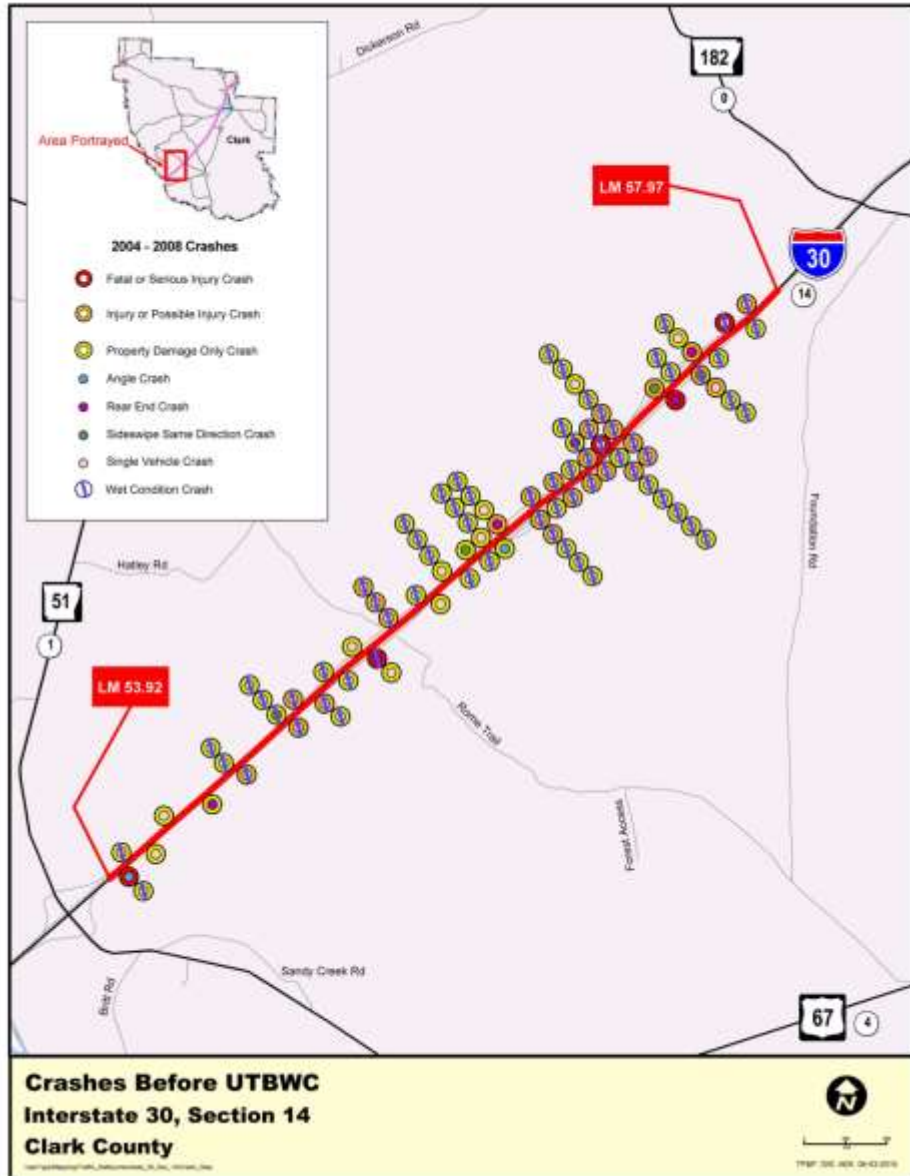 Dickerson Rd
182
0
Area Portrayed
Clark
LM 57.97
2004 - 2008 Crashes
30
14
Fatal or Serious Injury Crash
Injury or Possible Injury Crash
Property Damage Only Crash
Angle Crash
Rear End Crash
Sideswipe Same Direction Crash
Single Vehicle Crash
Wet Condition Crash
Foundation Rd
Hatley Rd
51
1
LM 53.92
Rome Trail
Forest Access
Sandy Creek Rd
67
4
Crashes Before UTBWC
Interstate 30, Section 14
Clark County
N